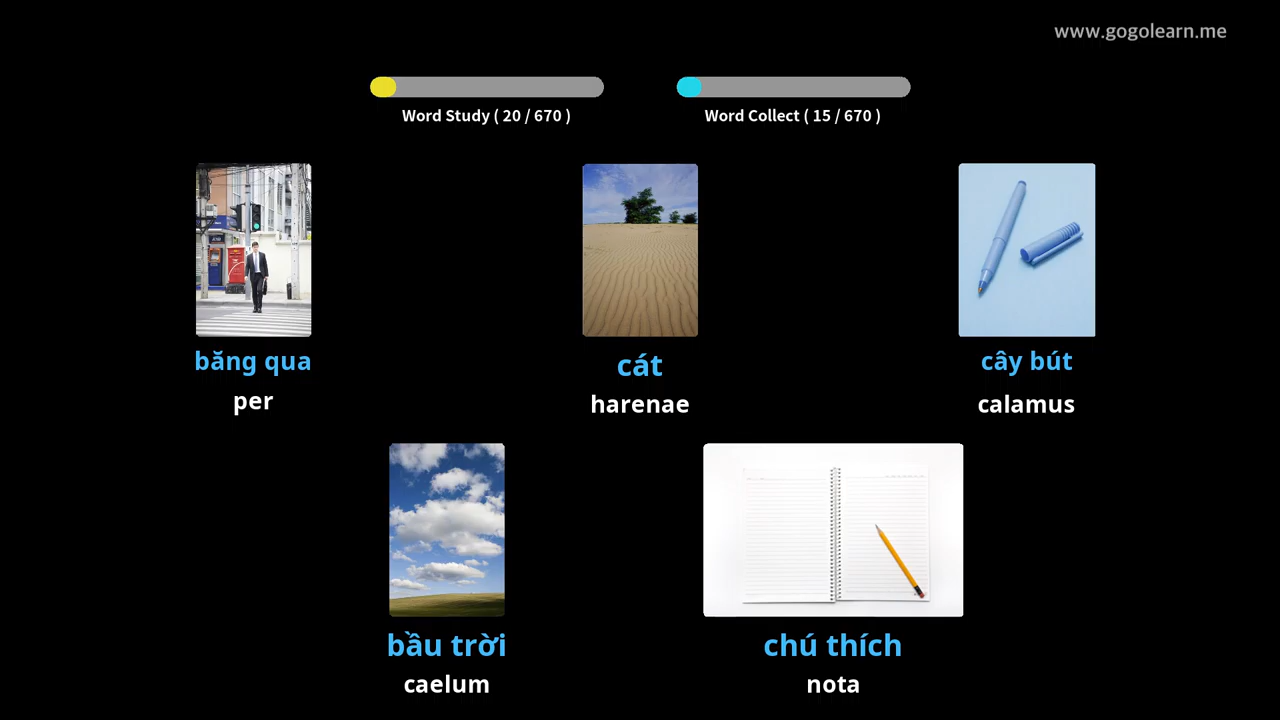 www.gogolearn.me
Word Study ( 20 / 670 )
Word Collect ( 15 / 670 )
băng qua
per
cát
harenae
cây bút
calamus
bầu trời
caelum
chú thích
nota